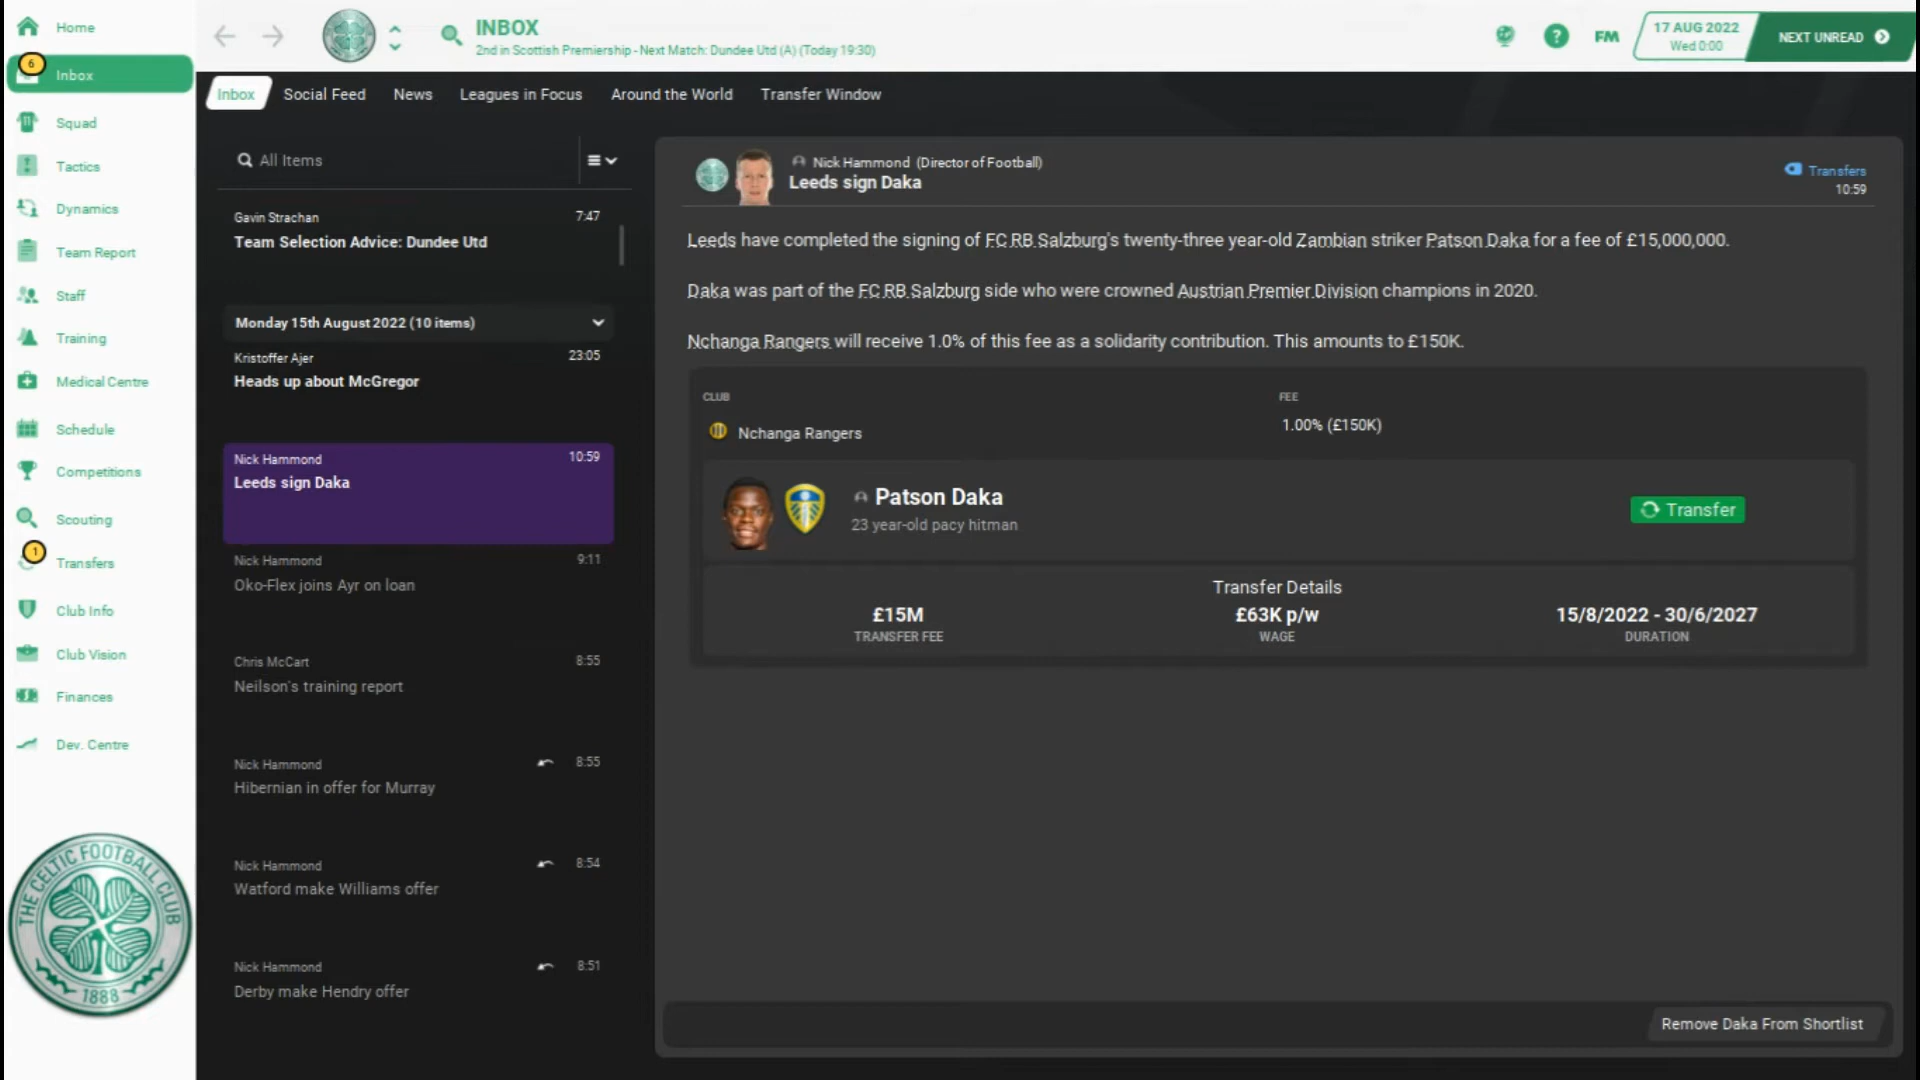 Home
6
Inbox
Squad
Tactics
Dynamics
Team Report
Staff
Training
Medical Centre
Schedule
Competitions
Scouting
1
Transfers
Club Info
Club Vision
Finances
Dev. Centre
THE CELTIC FOOTBALL CLUB
1888
INBOX
2nd in Scottish Premiership - Next Match: Dundee Utd (A) (Today 19:30)
?
FM
17 AUG 2022
Wed 0:00
NEXT UNREAD
Inbox Social Feed News Leagues in Focus Around the World Transfer Window
All Items
Gavin Strachan 7:47
Team Selection Advice: Dundee Utd
Monday 15th August 2022 (10 items)
Kristoffer Ajer 23:05
Heads up about McGregor
Nick Hammond 10:59
Leeds sign Daka
Nick Hammond 9:11
Oko-Flex joins Ayr on loan
Chris McCart 8:55
Neilson's training report
Nick Hammond 8:55
Hibernian in offer for Murray
Nick Hammond 8:54
Watford make Williams offer
Nick Hammond 8:51
Derby make Hendry offer
Nick Hammond (Director of Football)
Leeds sign Daka
Transfers
10:59
Leeds have completed the signing of FC RB Salzburg's twenty-three year-old Zambian striker Patson Daka for a fee of £15,000,000.
Daka was part of the FC RB Salzburg side who were crowned Austrian Premier Division champions in 2020.
Nchanga Rangers will receive 1.0% of this fee as a solidarity contribution. This amounts to £150K.
CLUB FEE
Nchanga Rangers 1.00% (£150K)
Patson Daka
23 year-old pacy hitman
Transfer
Transfer Details
£15M £63K p/w 15/8/2022 - 30/6/2027
TRANSFER FEE WAGE DURATION
Remove Daka From Shortlist